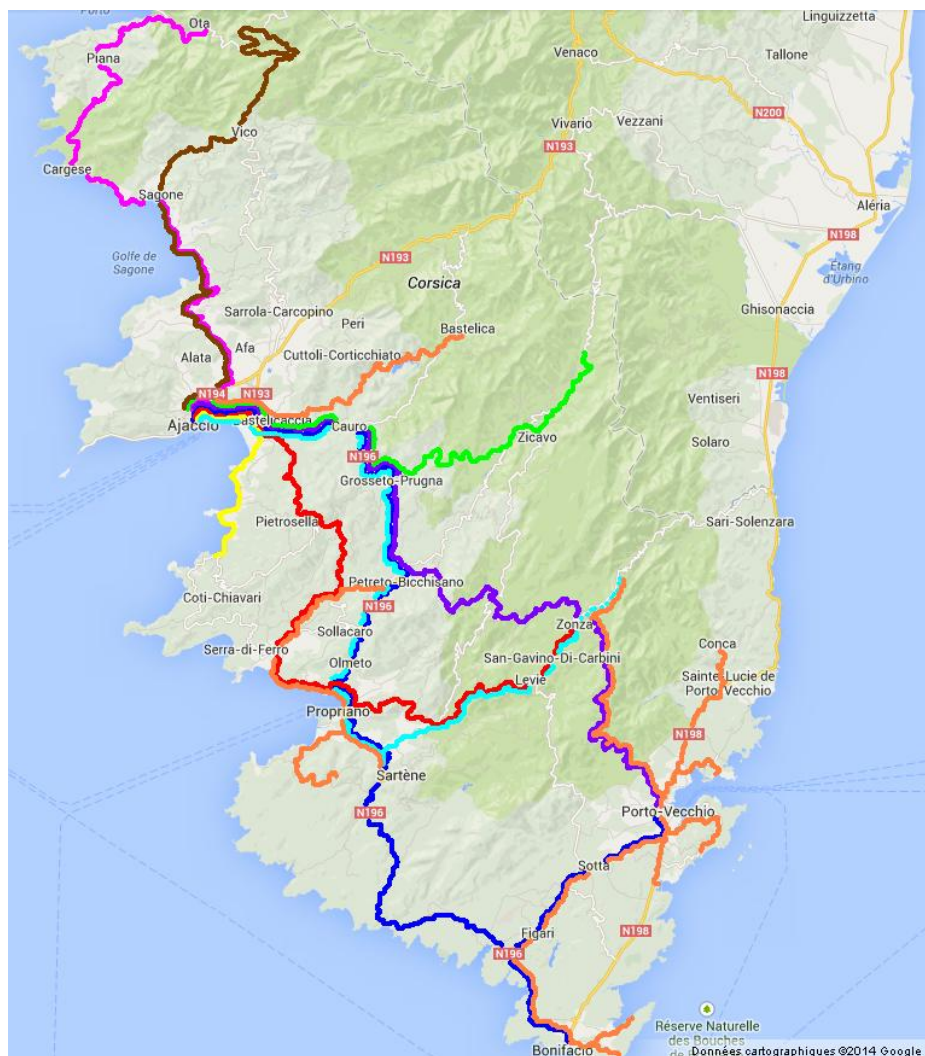 Porto
Ota
Linguizzetta
Piana
Venaco
Tallone
N200
Vivario
Vezzani
Vico
N193
Cargese
Sagone
Aléria
N198
Golfe de
Sagone
N193
Étang
d'Urbino
Corsica
Ghisonaccia
Sarrola-Carcopino
Peri
Bastelica
Afa
Alata
Cuttoli-Corticchiato
N198
N194
N193
Ventiseri
Ajaccio
Bastelicaccia
Cauro
Zicavo
Solaro
N196
Grosseto-Prugna
Pietrosella
Sari-Solenzara
Petreto-Bicchisano
Coti-Chiavari
N196
Sollacaro
Zonza
Conca
Serra-di-Ferro
Olmeto
San-Gavino-Di-Carbini
Levie
Sainte-Lucie de
Porto-Vecchio
Propriano
N198
Sartène
N196
Porto-Vecchio
Sotta
Figari
N198
N196
Réserve Naturelle
des Bouches
Bonifacio
Données cartographiques ©2014 Google